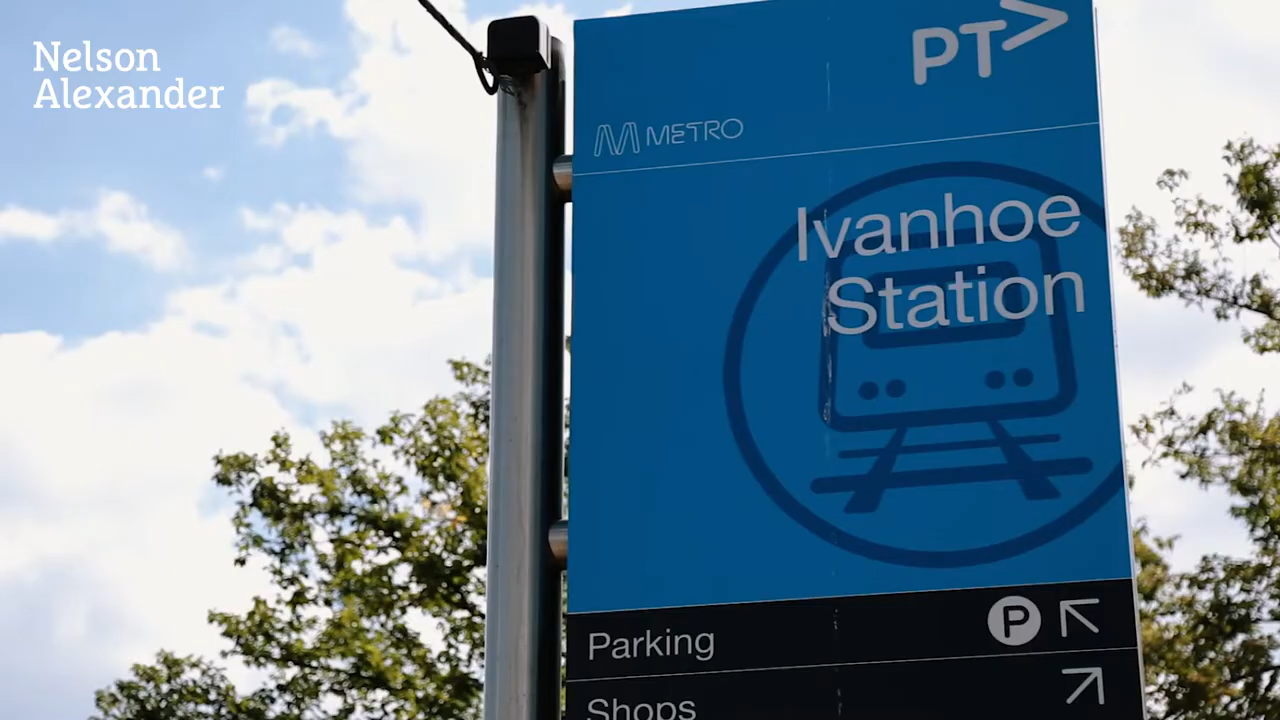 Nelson
Alexander
PT>
METRO
Ivanhoe
Station
Parking
P
Shops